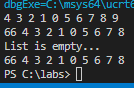 dbgExe=C:\msys64\ucrt6
4 3 2 1 0 5 6 7 8 9
66 4 3 2 1 0 5 6 7 8
List is empty...
66 4 3 2 1 0 5 6 7 8
PS C:\labs>